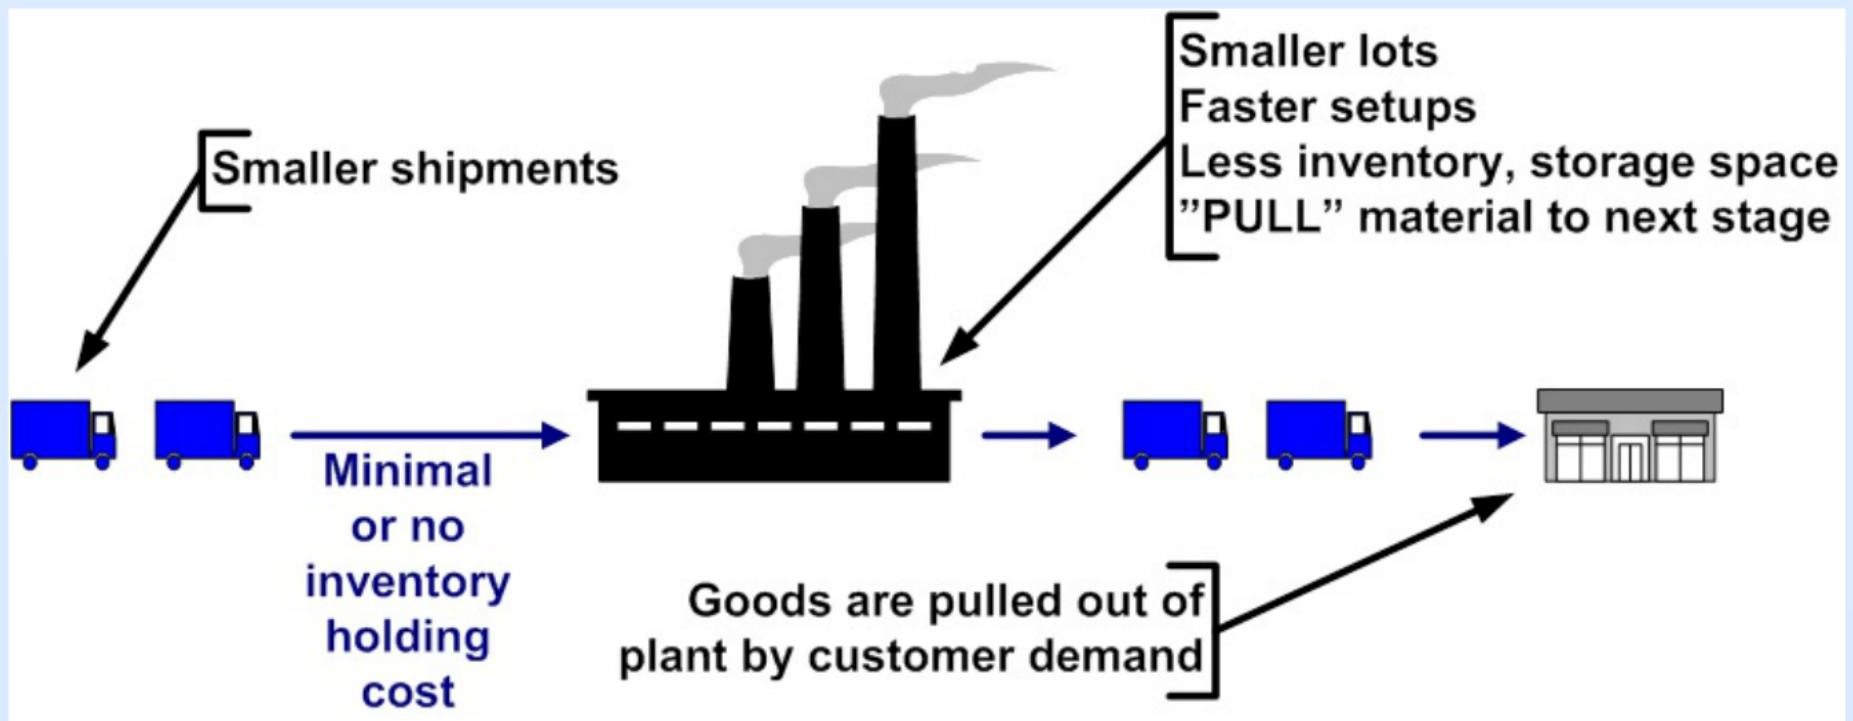 Smaller shipments
Smaller lots
Faster setups
Less inventory, storage space
”PULL” material to next stage
Minimal
or no
inventory
holding
cost
Goods are pulled out of
plant by customer demand